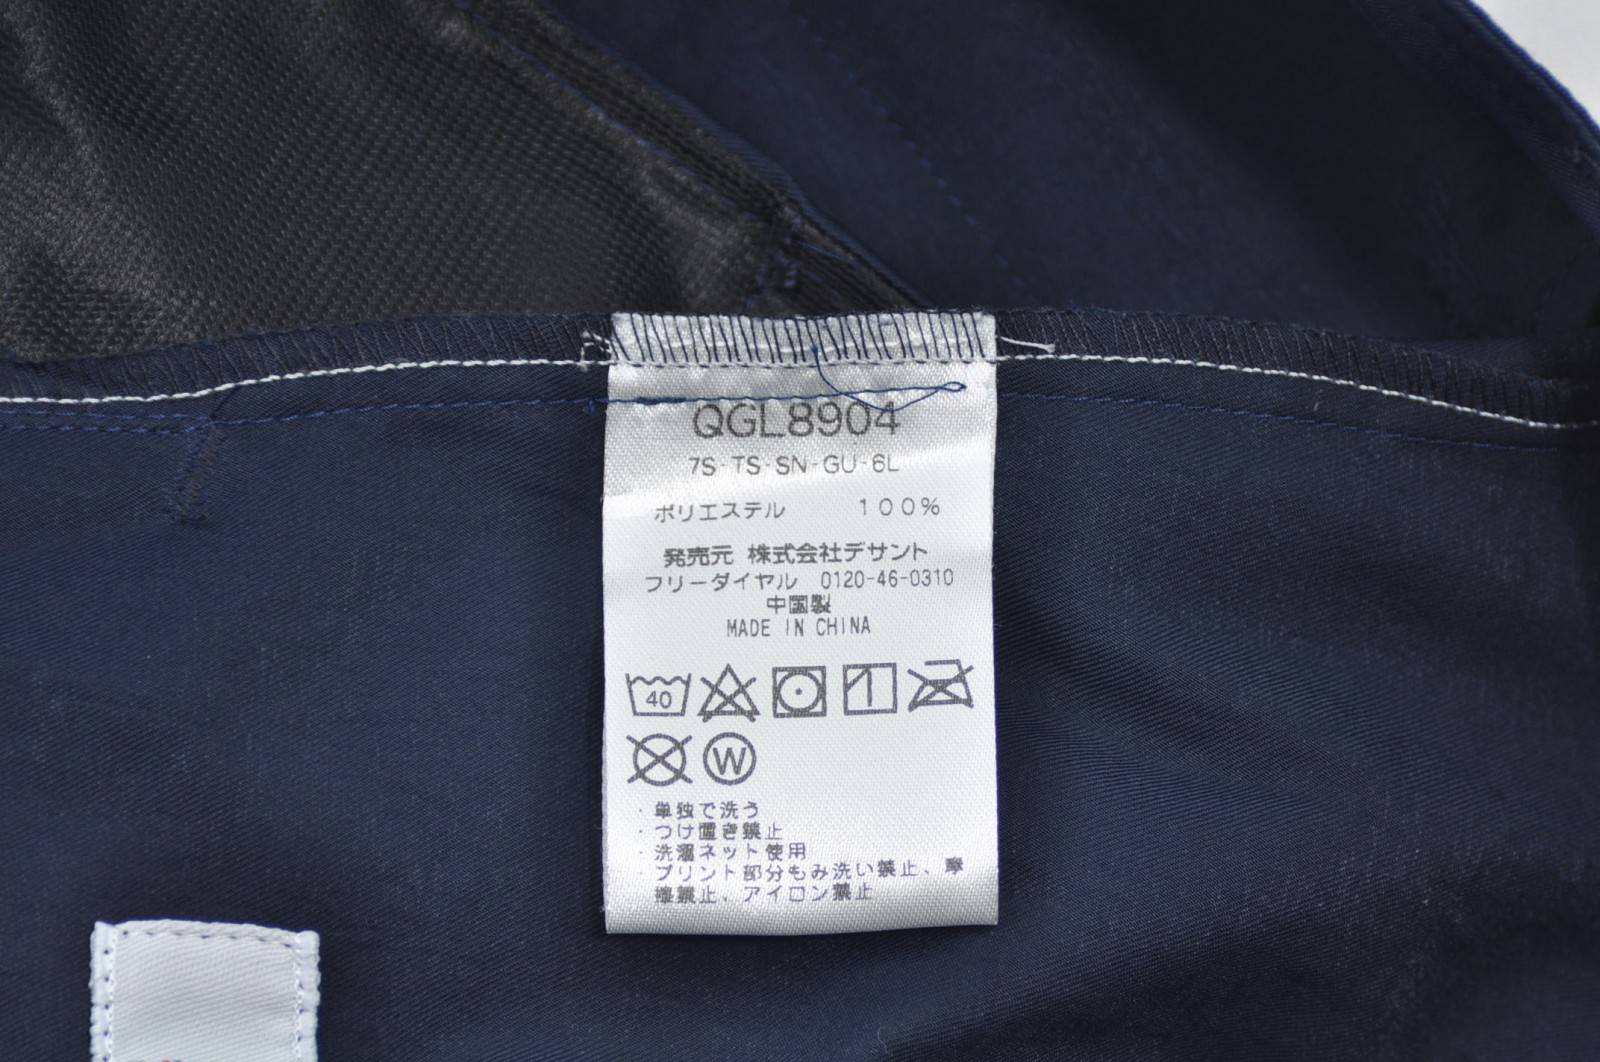 QGL8904
7S-TS-SN-GU-6L
ポリエステル 100%
発売元 株式会社デサント
フリーダイヤル 0120-46-0310
中国製
MADE IN CHINA
40
W
・単独で洗う
・つけ置き禁止
・洗濯ネット使用
・プリント部分もみ洗い禁止、摩
擦禁止、アイロン禁止